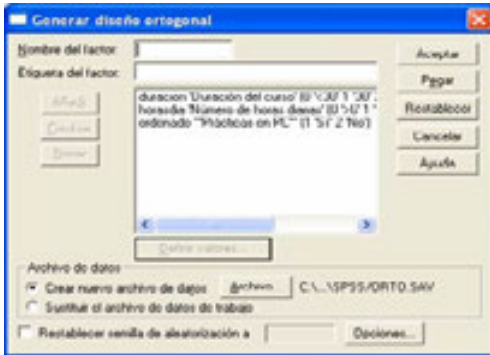 Generar diseño ortogonal
Nombre del factor:
Etiqueta del factor:
Aceptar
Pegar
Restablecer
Cancelar
Ayuda
Añadir
Cambiar
Borrar
duracion 'Duración del curso' (0 '<30' 1 '30'
horasdia 'Número de horas diarias' (0 '>0' 1 '
ordenado '"Prácticas en PC"' (1 'Si' 2 'No')
Definir valores...
Archivo de datos
Crear nuevo archivo de datos Archivo C:\...\SPSS/ORTO.SAV
Sustituir el archivo de datos de trabajo
Restablecer semilla de aleatorización a Opciones...